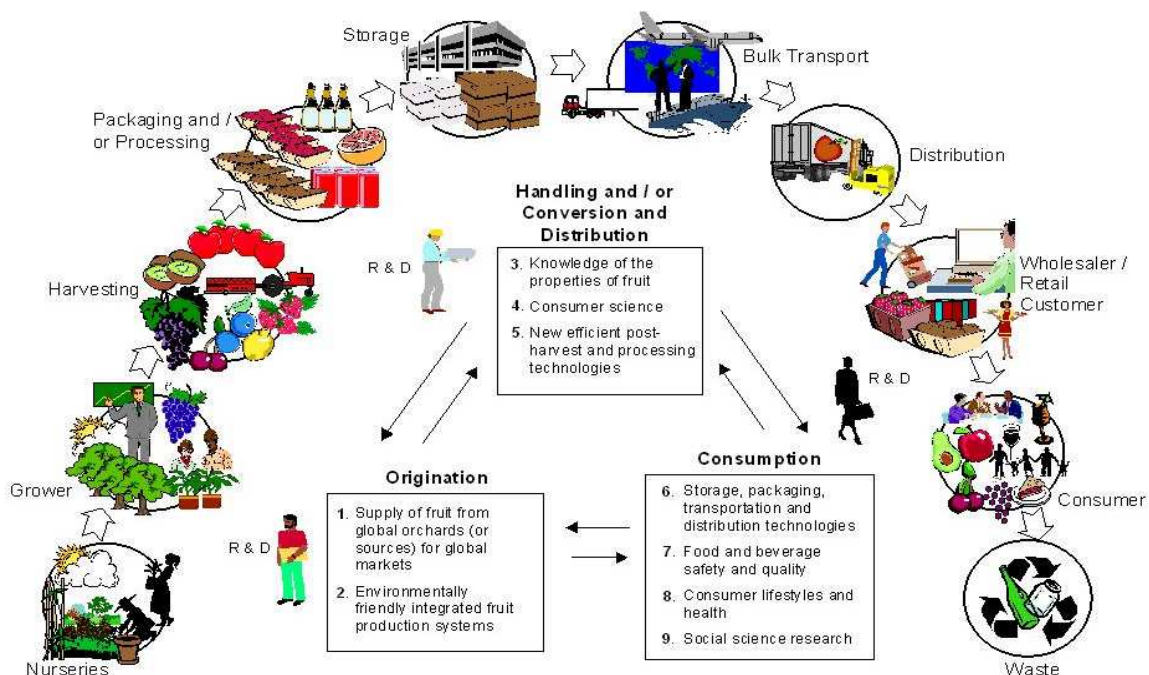 Storage
Bulk Transport
Packaging and /
or Processing
Distribution
Handling and / or
Conversion and
Distribution
R & D
3. Knowledge of the
properties of fruit
4. Consumer science
5. New efficient post-
harvest and processing
technologies
Harvesting
Wholesaler /
Retail
Customer
R & D
Grower
Origination
1. Supply of fruit from
global orchards (or
sources) for global
markets
2. Environmentally
friendly integrated fruit
production systems
R & D
Consumption
6. Storage, packaging,
transportation and
distribution technologies
7. Food and beverage
safety and quality
8. Consumer lifestyles and
health
9. Social science research
Consumer
Nurseries
Waste